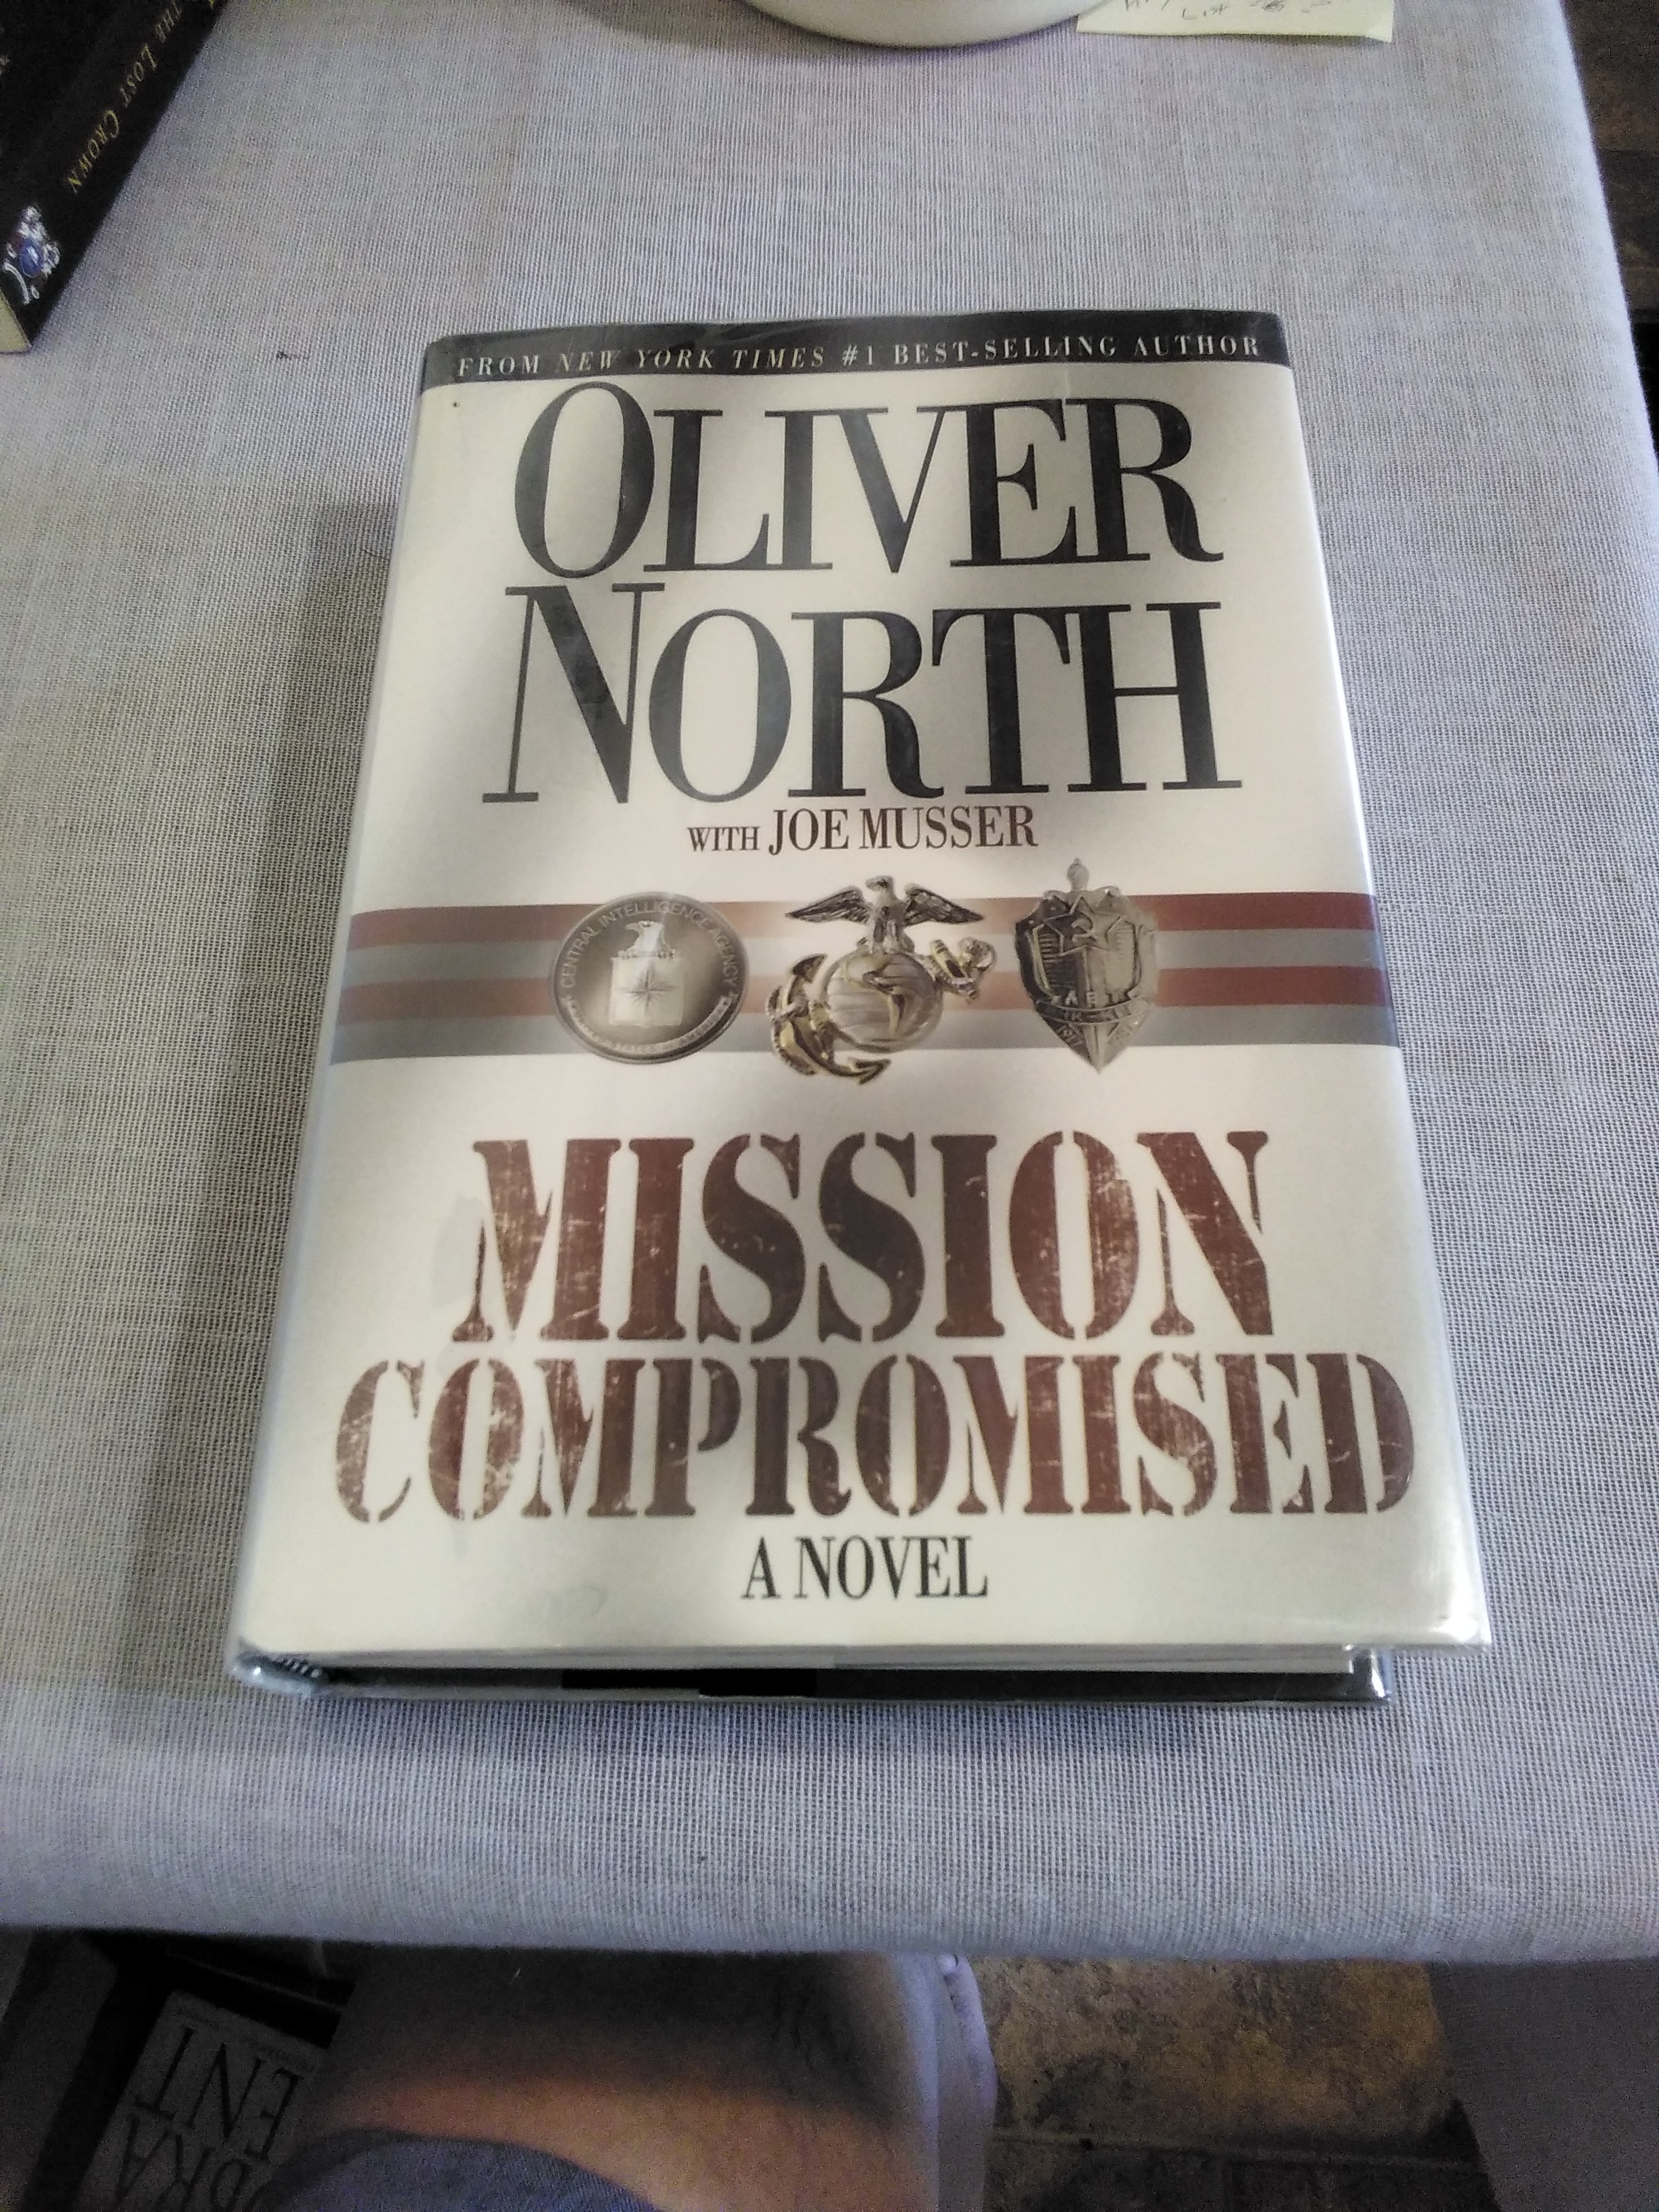 THE LOST CROWN
FROM NEW YORK TIMES #1 BEST-SELLING AUTHOR
OLIVER
NORTH
WITH JOE MUSSER
CENTRAL INTELLIGENCE AGENCY
MISSION
COMPROMISED
A NOVEL
ENT